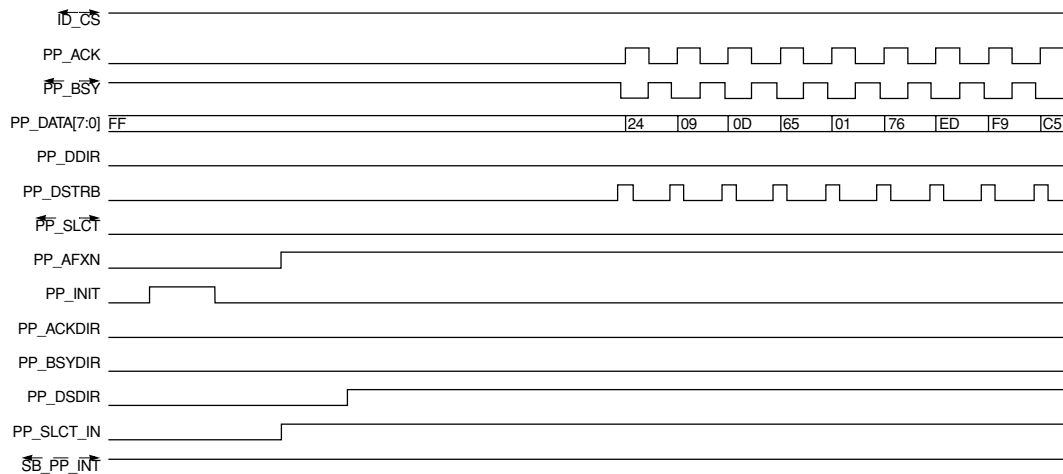 ID_CS
PP_ACK
PP_BSY
PP_DATA[7:0] FF 24 09 0D 65 01 76 ED F9 C5
PP_DDIR
PP_DSTRB
PP_SLCT
PP_AFXN
PP_INIT
PP_ACKDIR
PP_BSYDIR
PP_DSDIR
PP_SLCT_IN
SB_PP_INT